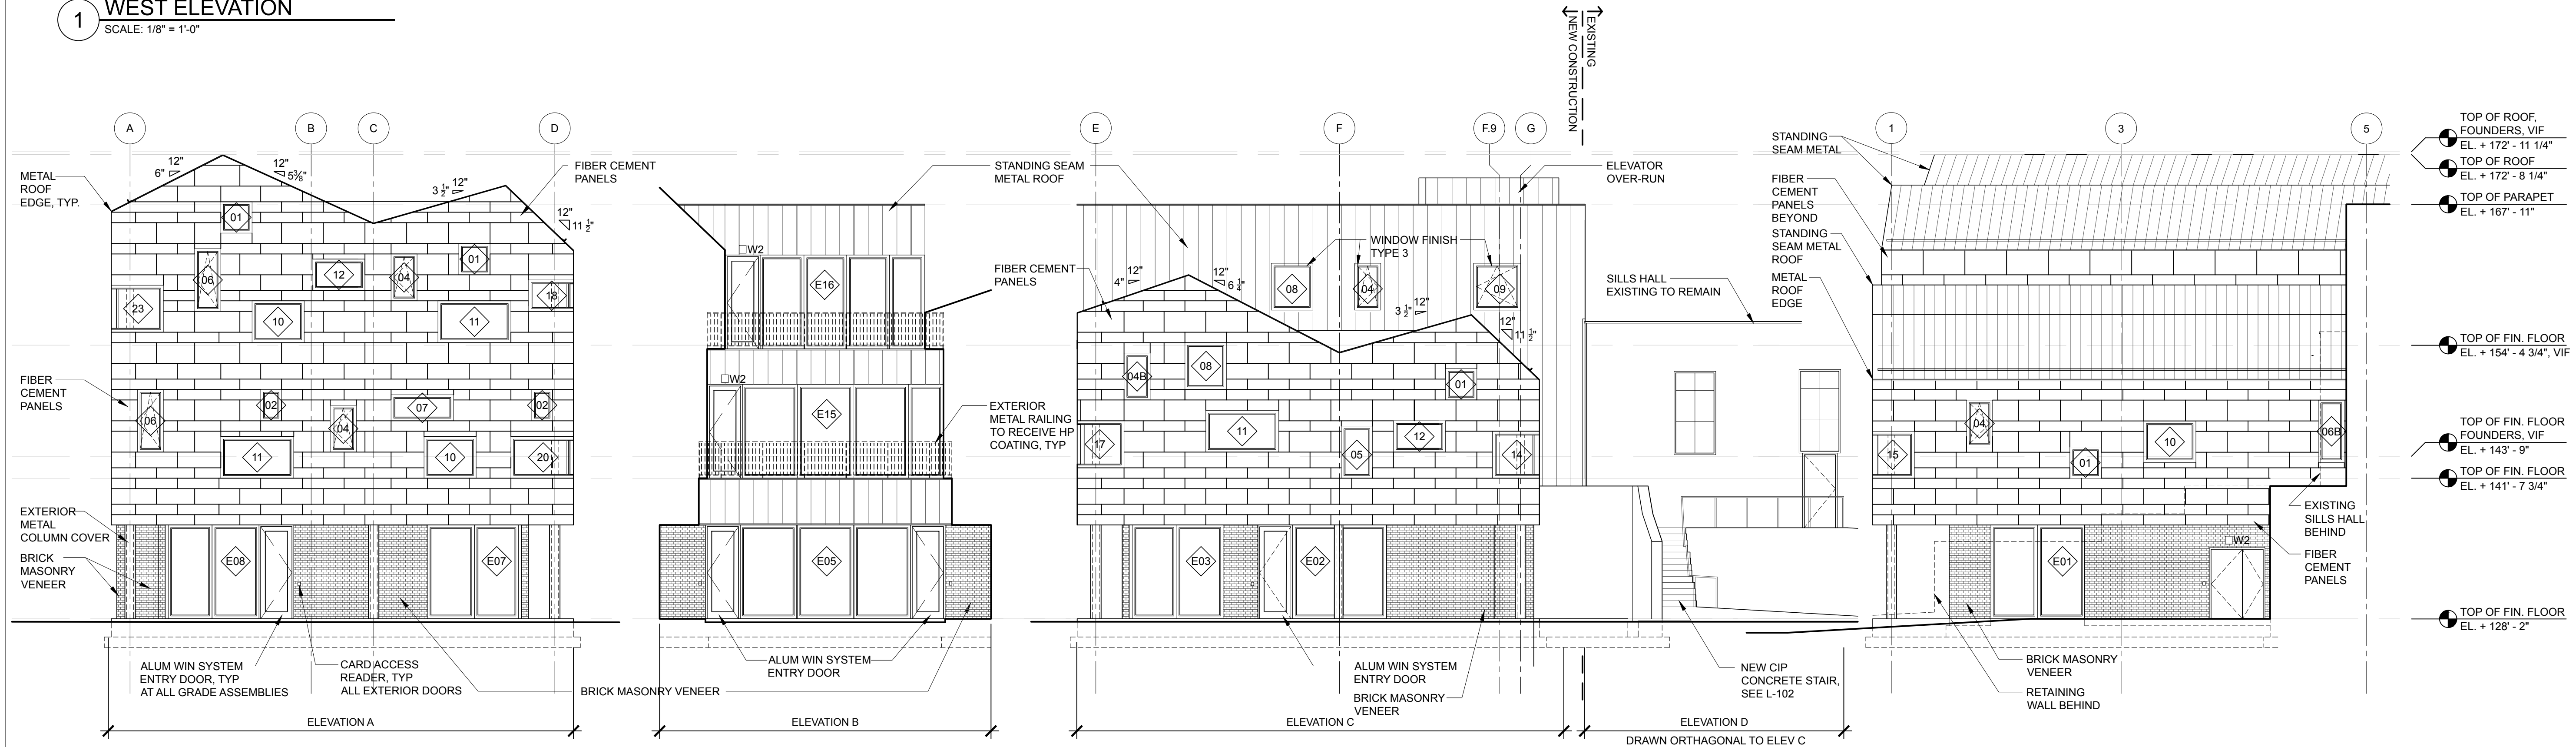 1
WEST ELEVATION
SCALE: 1/8" = 1'-0"
EXISTING
NEW CONSTRUCTION
A
B
C
D
E
F
F.9
G
1
3
5
METAL
ROOF
EDGE, TYP.
12"
6"
12"
5⅜"
3 ½"
12"
12"
11 ½"
FIBER CEMENT
PANELS
01
06
12
04
01
23
10
11
18
FIBER
CEMENT
PANELS
06
02
04
07
02
11
10
20
EXTERIOR
METAL
COLUMN COVER
BRICK
MASONRY
VENEER
E08
E07
ALUM WIN SYSTEM
ENTRY DOOR, TYP
AT ALL GRADE ASSEMBLIES
CARD ACCESS
READER, TYP
ALL EXTERIOR DOORS
BRICK MASONRY VENEER
ELEVATION A
STANDING SEAM
METAL ROOF
W2
E16
W2
E15
EXTERIOR
METAL RAILING
TO RECEIVE HP
COATING, TYP
E05
ALUM WIN SYSTEM
ENTRY DOOR
ELEVATION B
FIBER CEMENT
PANELS
12"
4"
12"
6 ¼"
3 ½"
12"
12"
11 ½"
ELEVATOR
OVER-RUN
WINDOW FINISH
TYPE 3
08
04
09
04B
08
01
17
11
05
12
14
E03
E02
ALUM WIN SYSTEM
ENTRY DOOR
BRICK MASONRY
VENEER
ELEVATION C
SILLS HALL
EXISTING TO REMAIN
NEW CIP
CONCRETE STAIR,
SEE L-102
ELEVATION D
DRAWN ORTHAGONAL TO ELEV C
STANDING
SEAM METAL
FIBER
CEMENT
PANELS
BEYOND
STANDING
SEAM METAL
ROOF
METAL
ROOF
EDGE
04
06B
15
01
10
E01
W2
EXISTING
SILLS HALL
BEHIND
FIBER
CEMENT
PANELS
BRICK MASONRY
VENEER
RETAINING
WALL BEHIND
TOP OF ROOF,
FOUNDERS, VIF
EL. + 172' - 11 1/4"
TOP OF ROOF
EL. + 172' - 8 1/4"
TOP OF PARAPET
EL. + 167' - 11"
TOP OF FIN. FLOOR
EL. + 154' - 4 3/4", VIF
TOP OF FIN. FLOOR
FOUNDERS, VIF
EL. + 143' - 9"
TOP OF FIN. FLOOR
EL. + 141' - 7 3/4"
TOP OF FIN. FLOOR
EL. + 128' - 2"